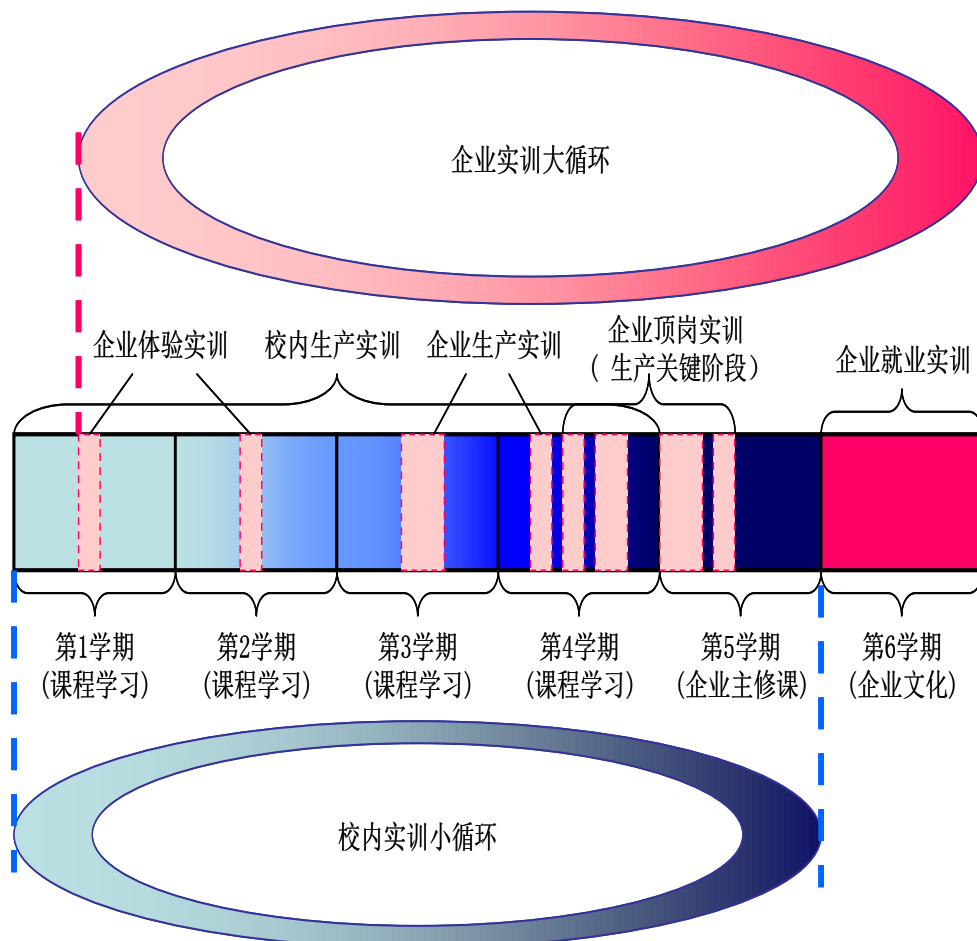 企业实训大循环
企业体验实训
校内生产实训
企业生产实训
企业顶岗实训
（ 生产关键阶段）
企业就业实训
第1学期
(课程学习)
第2学期
(课程学习)
第3学期
(课程学习)
第4学期
(课程学习)
第5学期
(企业主修课)
第6学期
(企业文化)
校内实训小循环